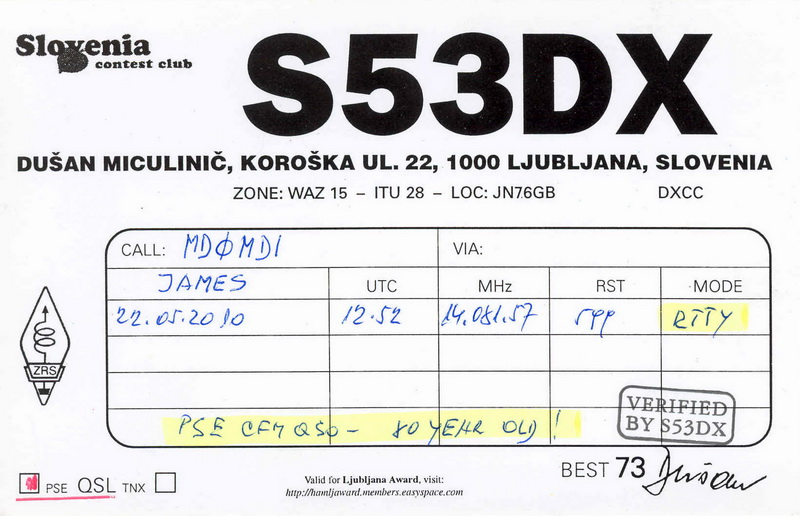 Slovenia
contest club
S53DX
DUŠAN MICULINIČ, KOROŠKA UL. 22, 1000 LJUBLJANA, SLOVENIA
ZONE: WAZ 15 – ITU 28 – LOC: JN76GB DXCC
CALL: MDØMDI VIA:
JAMES UTC MHz RST MODE
22.05.2010 12.52 14.081.57 599 RTTY
PSE CFM QSO – 80 YEAR OLD!
VERIFIED
BY S53DX
ZRS
PSE QSL TNX
Valid for Ljubljana Award, visit:
http://hamljaward.members.easyspace.com
BEST 73 Dušan